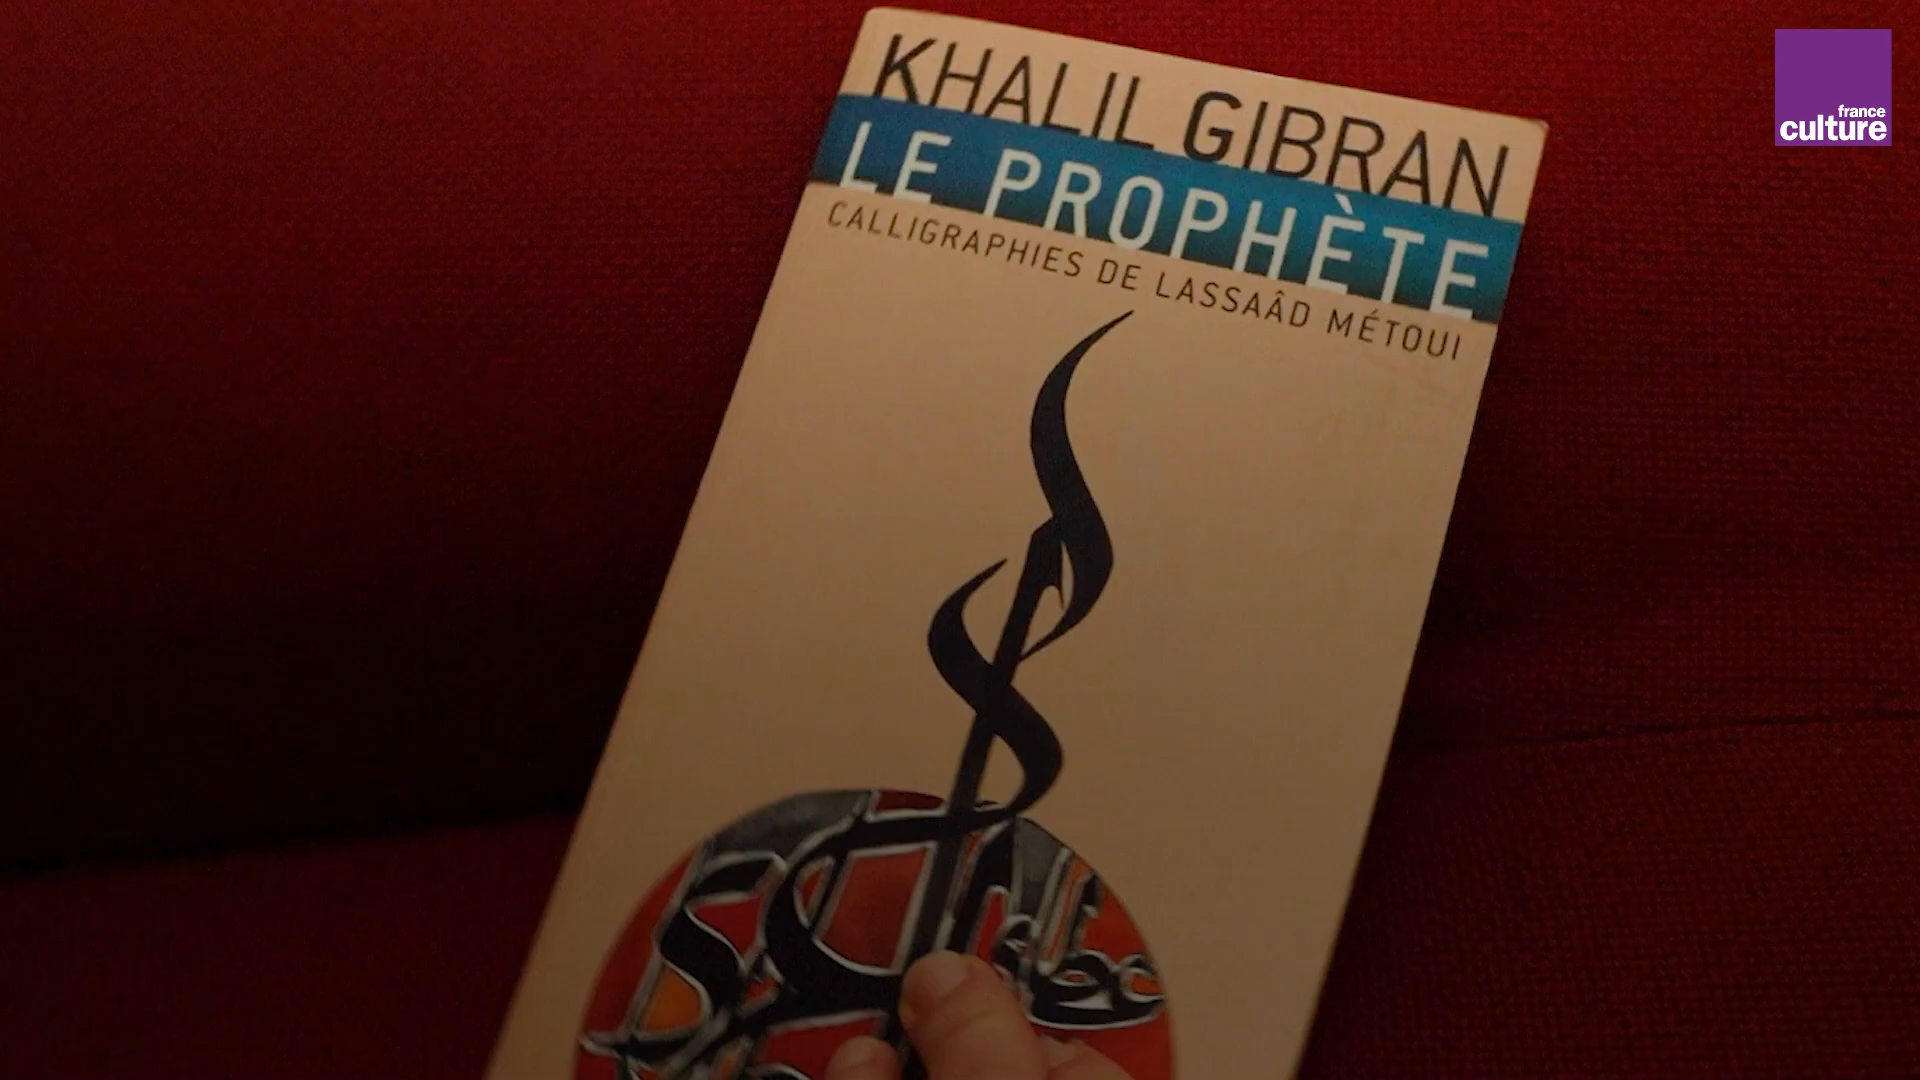 KHALIL GIBRAN
LE PROPHÈTE
CALLIGRAPHIES DE LASSAÂD MÉTOUI
france
culture